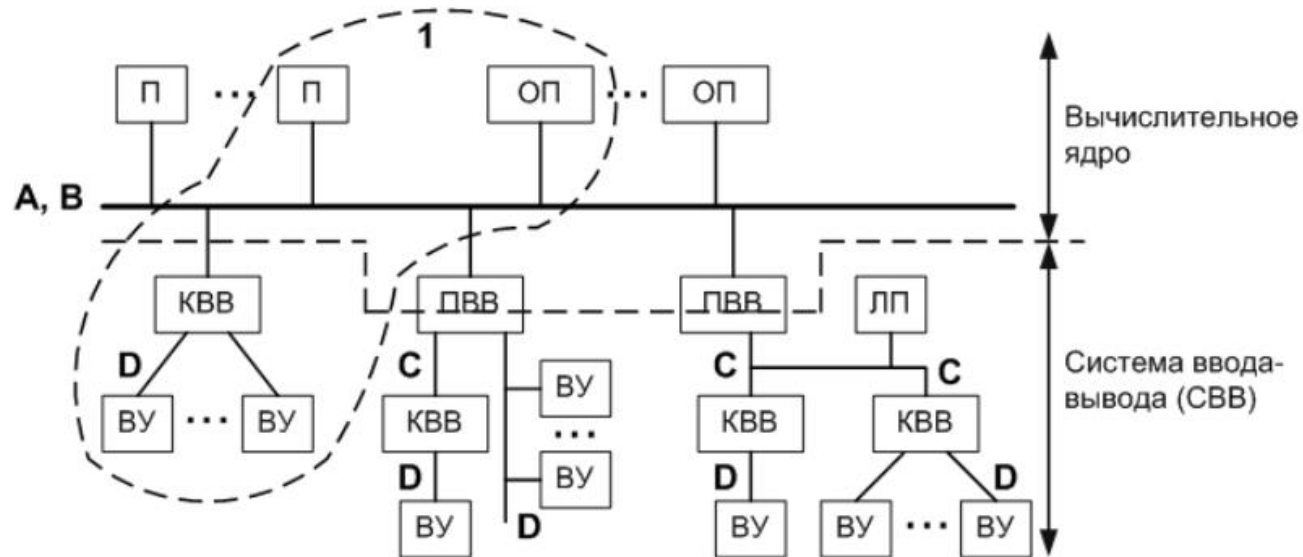 1
П ... П ОП ... ОП
Вычислительное
ядро
A, B
КВВ ПВВ ПВВ ЛП
D C C C
Система ввода-
вывода (СВВ)
ВУ ... ВУ КВВ ВУ КВВ КВВ
...
D ВУ D D
ВУ D ВУ ВУ ... ВУ